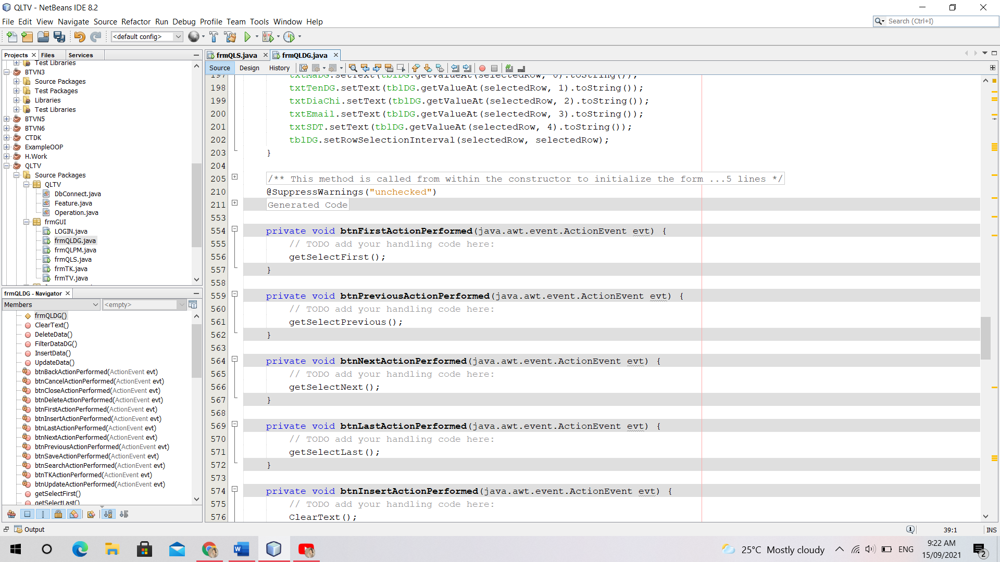 QLTV - NetBeans IDE 8.2
File Edit View Navigate Source Refactor Run Debug Profile Team Tools Window Help
Search (Ctrl+I)
<default config>
Projects Files Services
Test Libraries
BTVN3
Source Packages
Test Packages
Libraries
Test Libraries
BTVN5
BTVN6
CTDK
ExampleOOP
H.Work
QLTV
Source Packages
QLTV
DbConnect.java
Feature.java
Operation.java
frmGUI
LOGIN.java
frmQLDG.java
frmQLPM.java
frmQLS.java
frmTK.java
frmTV.java
frmQLDG - Navigator
Members
<empty>
frmQLDG()
ClearText()
DeleteData()
FilterDataDG()
InsertData()
UpdateData()
btnBackActionPerformed(ActionEvent evt)
btnCancelActionPerformed(ActionEvent evt)
btnCloseActionPerformed(ActionEvent evt)
btnDeleteActionPerformed(ActionEvent evt)
btnFirstActionPerformed(ActionEvent evt)
btnInsertActionPerformed(ActionEvent evt)
btnLastActionPerformed(ActionEvent evt)
btnNextActionPerformed(ActionEvent evt)
btnPreviousActionPerformed(ActionEvent evt)
btnSaveActionPerformed(ActionEvent evt)
btnSearchActionPerformed(ActionEvent evt)
btnTKActionPerformed(ActionEvent evt)
btnUpdateActionPerformed(ActionEvent evt)
getSelectFirst()
getSelectLast()
frmQLS.java frmQLDG.java
Source Design History
197 txtMaDG.setText(tblDG.getValueAt(selectedRow, 0).toString());
198 txtTenDG.setText(tblDG.getValueAt(selectedRow, 1).toString());
199 txtDiaChi.setText(tblDG.getValueAt(selectedRow, 2).toString());
200 txtEmail.setText(tblDG.getValueAt(selectedRow, 3).toString());
201 txtSDT.setText(tblDG.getValueAt(selectedRow, 4).toString());
202 tblDG.setRowSelectionInterval(selectedRow, selectedRow);
203 }
204
205 /** This method is called from within the constructor to initialize the form ...5 lines */
210 @SuppressWarnings("unchecked")
211 Generated Code
553
554 private void btnFirstActionPerformed(java.awt.event.ActionEvent evt) {
555 // TODO add your handling code here:
556 getSelectFirst();
557 }
558
559 private void btnPreviousActionPerformed(java.awt.event.ActionEvent evt) {
560 // TODO add your handling code here:
561 getSelectPrevious();
562 }
563
564 private void btnNextActionPerformed(java.awt.event.ActionEvent evt) {
565 // TODO add your handling code here:
566 getSelectNext();
567 }
568
569 private void btnLastActionPerformed(java.awt.event.ActionEvent evt) {
570 // TODO add your handling code here:
571 getSelectLast();
572 }
573
574 private void btnInsertActionPerformed(java.awt.event.ActionEvent evt) {
575 // TODO add your handling code here:
576 ClearText();
Output
1
39:1 INS
25°C Mostly cloudy
ENG
9:22 AM
15/09/2021
2